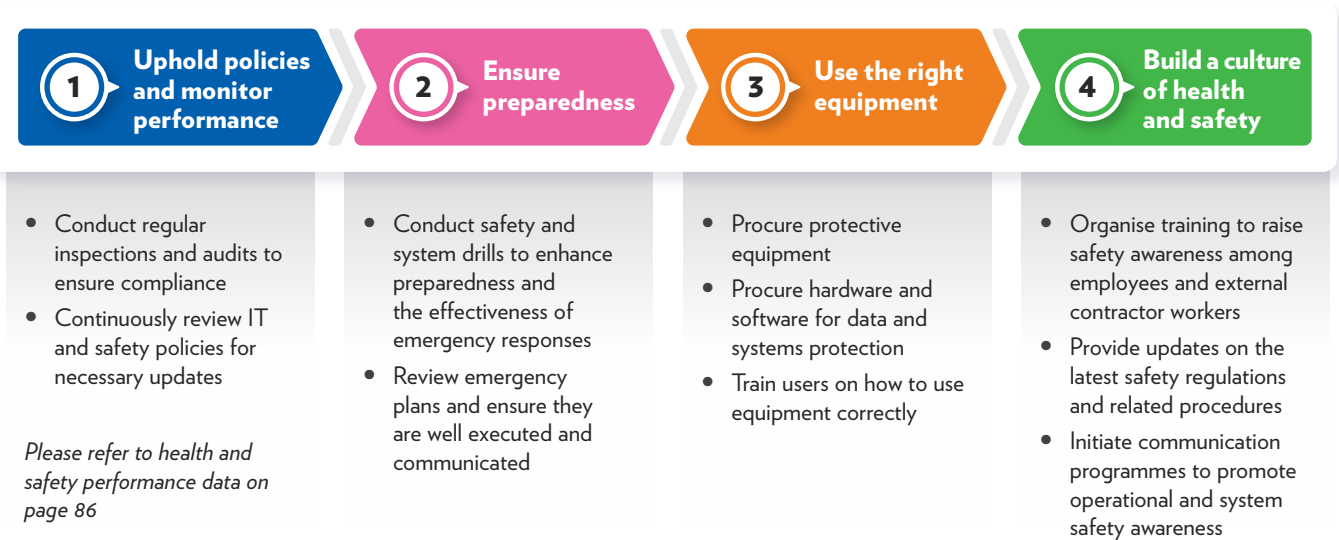 1
Uphold policies
and monitor
performance
2
Ensure
preparedness
3
Use the right
equipment
4
Build a culture
of health
and safety
• Conduct regular
inspections and audits to
ensure compliance
• Continuously review IT
and safety policies for
necessary updates
Please refer to health and
safety performance data on
page 86
• Conduct safety and
system drills to enhance
preparedness and
the effectiveness of
emergency responses
• Review emergency
plans and ensure they
are well executed and
communicated
• Procure protective
equipment
• Procure hardware and
software for data and
systems protection
• Train users on how to use
equipment correctly
• Organise training to raise
safety awareness among
employees and external
contractor workers
• Provide updates on the
latest safety regulations
and related procedures
• Initiate communication
programmes to promote
operational and system
safety awareness